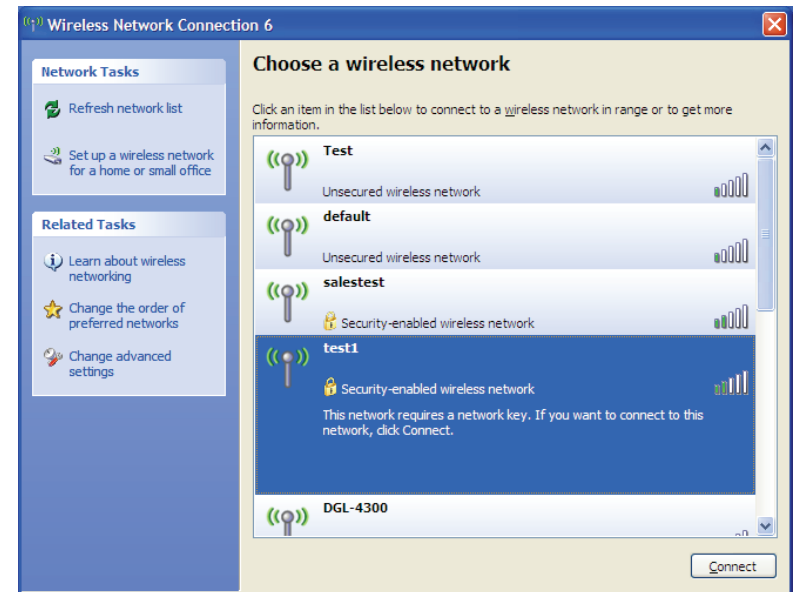 Wireless Network Connection 6
Network Tasks
Refresh network list
Set up a wireless network
for a home or small office
Related Tasks
Learn about wireless
networking
Change the order of
preferred networks
Change advanced
settings
Choose a wireless network
Click an item in the list below to connect to a wireless network in range or to get more
information.
Test
Unsecured wireless network
default
Unsecured wireless network
salestest
Security-enabled wireless network
test1
Security-enabled wireless network
This network requires a network key. If you want to connect to this
network, click Connect.
DGL-4300
Connect